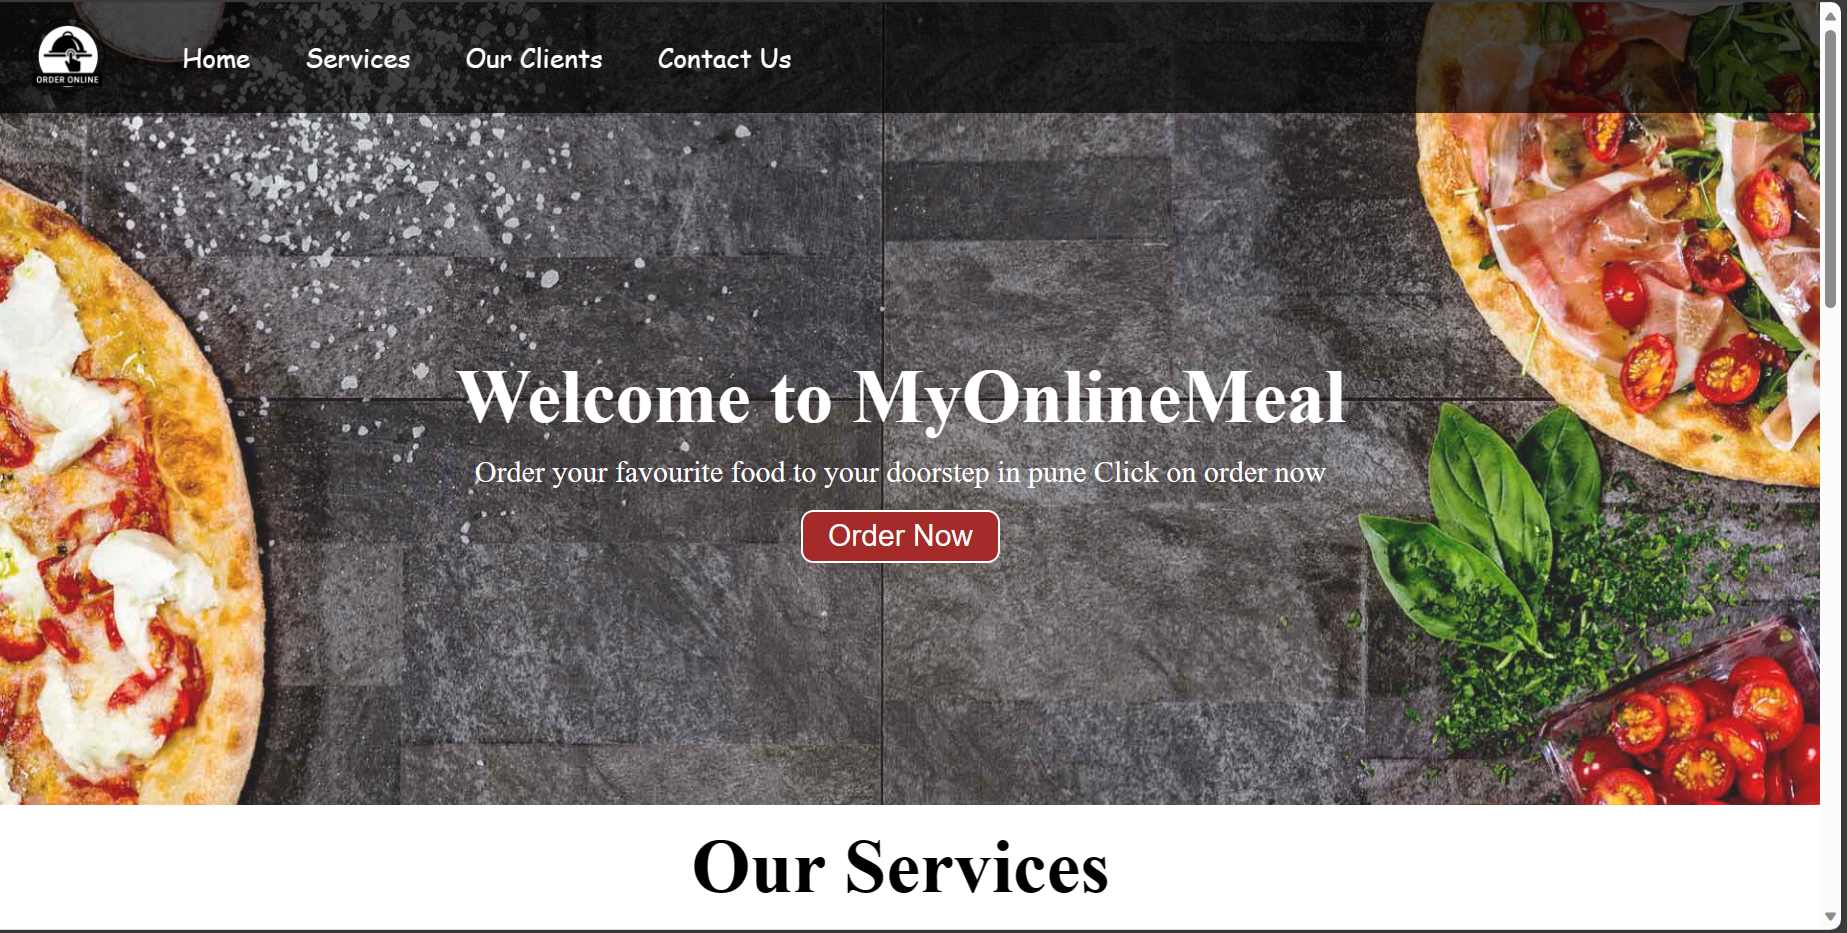 ORDER ONLINE
Home Services Our Clients Contact Us
Welcome to MyOnlineMeal
Order your favourite food to your doorstep in pune Click on order now
Order Now
Our Services